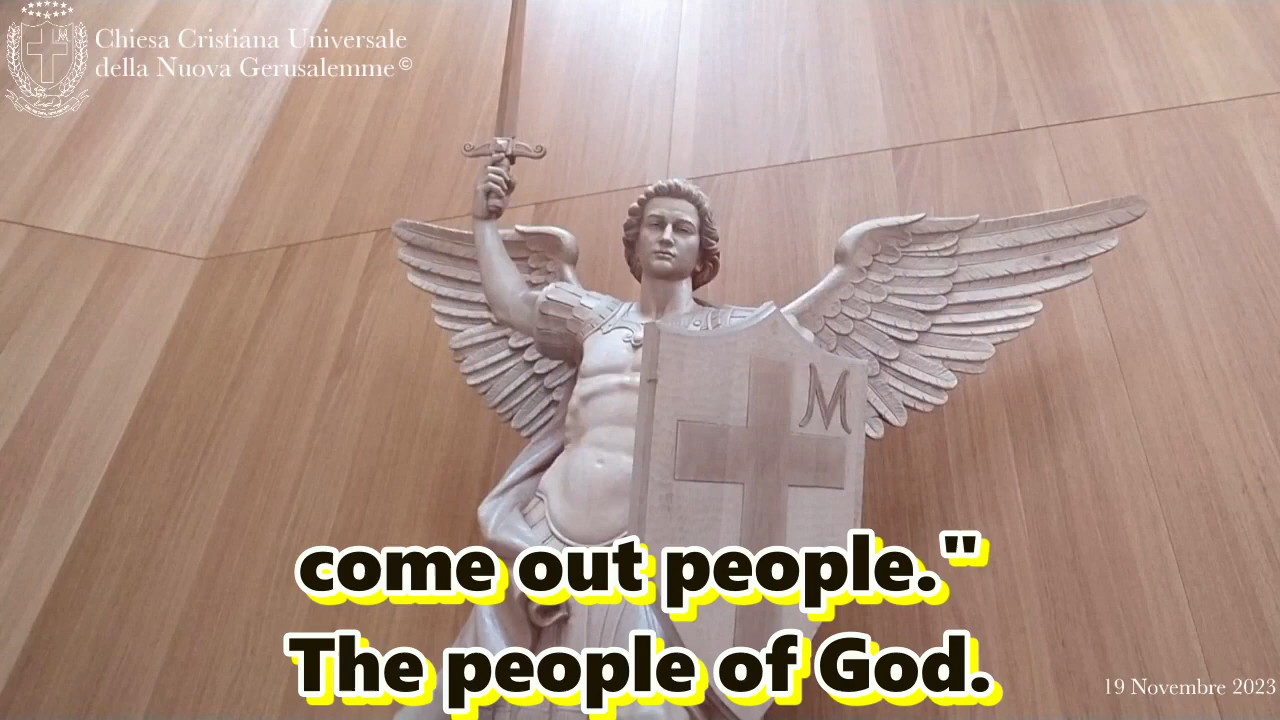 Chiesa Cristiana Universale
della Nuova Gerusalemme©
M
come out people."
The people of God.
19 Novembre 2023